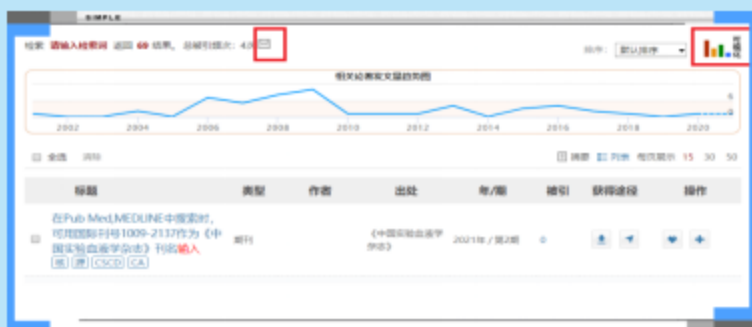 SIMPLE
检索 请输入检索词 返回 69 结果, 总被引频次:
排序: 默认排序
可视化
相关论著发文量趋势图
6
0
2002 2004 2006 2008 2010 2012 2014 2016 2018 2020
全选 清除 摘要 列表 每页显示 15 30 50
标题 类型 作者 出处 年/期 被引 获得途径 操作
在Pub Med,MEDLINE中搜索时,
可用国际刊号1009-2137作为《中
国实验血液学杂志》刊名输入
期刊
《中国实验血液学
杂志》
2021年 / 第2期
0
CSCD CA